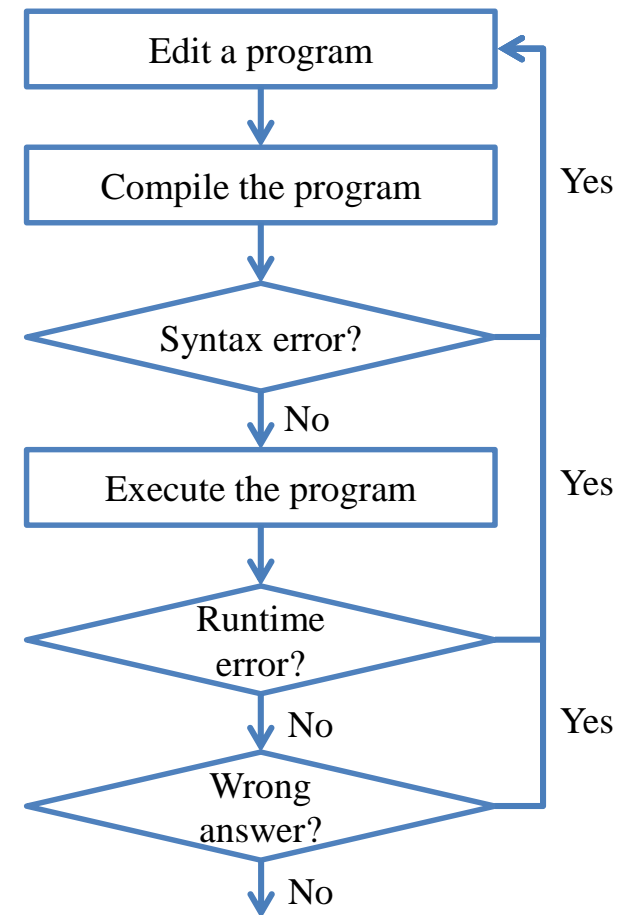 Edit a program
Compile the program
Yes
Syntax error?
No
Execute the program
Yes
Runtime
error?
No
Yes
Wrong
answer?
No